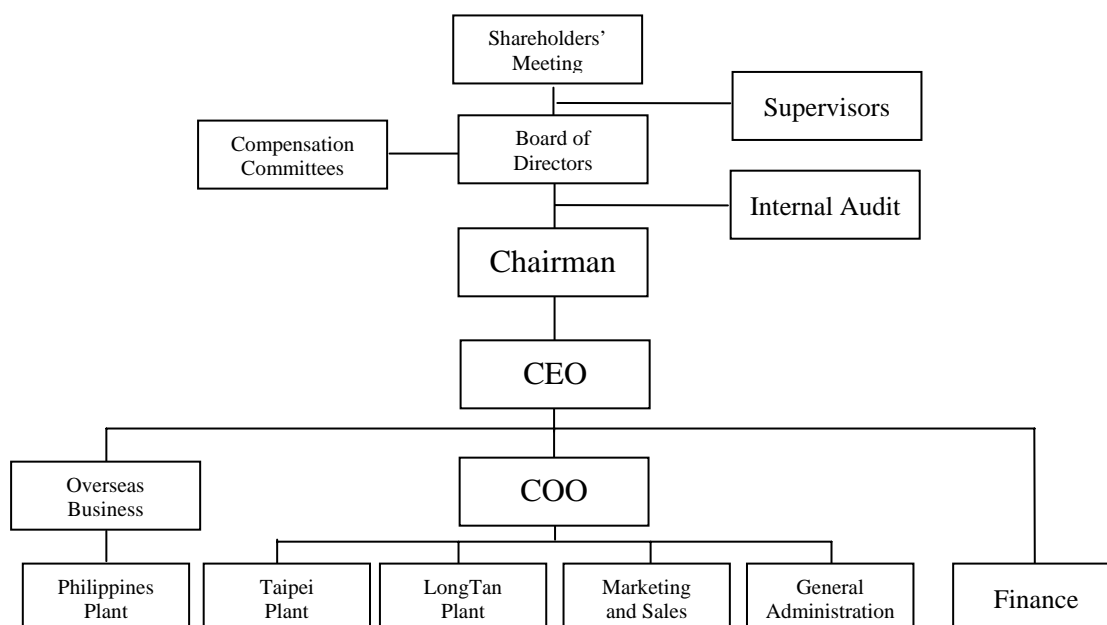 Shareholders’
Meeting
Supervisors
Compensation
Committees
Board of
Directors
Internal Audit
Chairman
CEO
Overseas
Business
COO
Philippines
Plant
Taipei
Plant
LongTan
Plant
Marketing
and Sales
General
Administration
Finance